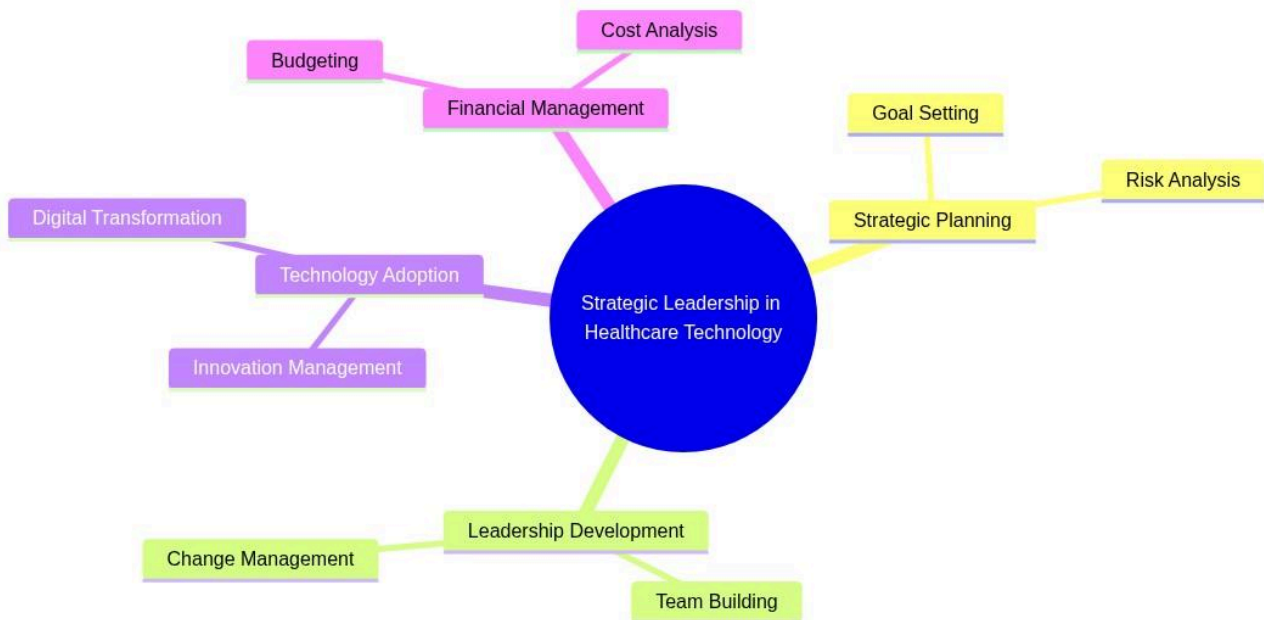 Cost Analysis
Budgeting
Financial Management
Goal Setting
Risk Analysis
Strategic Planning
Digital Transformation
Technology Adoption
Innovation Management
Strategic Leadership in
Healthcare Technology
Leadership Development
Change Management
Team Building